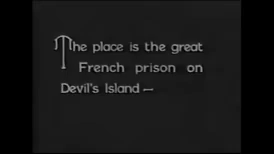 The place is the great
French prison on
Devil's Island —